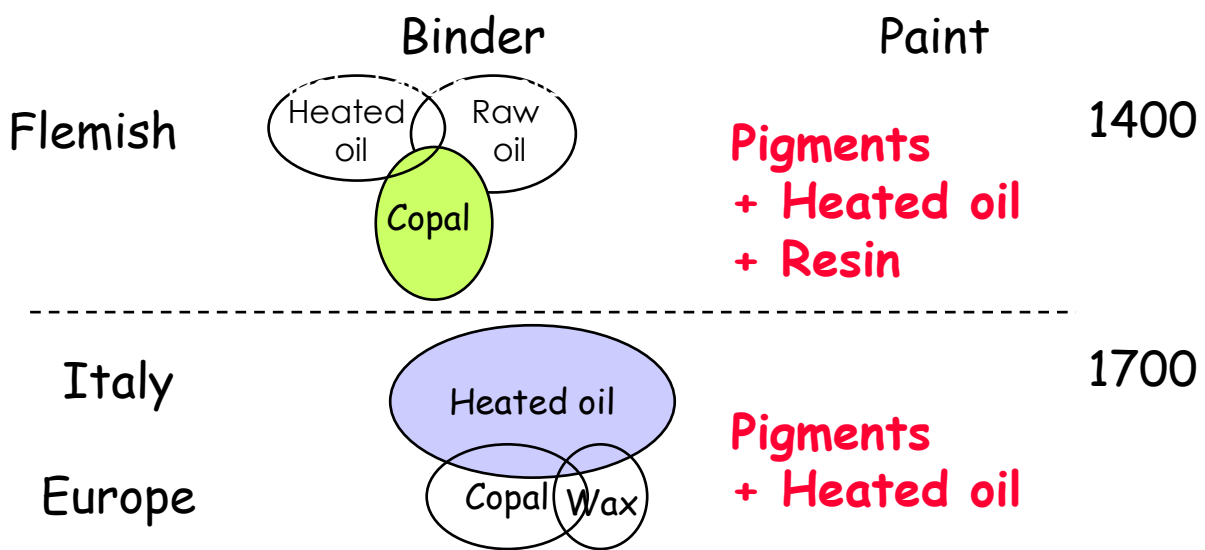 Binder Paint
Flemish
Heated
oil
Raw
oil
Copal
Pigments
+ Heated oil
+ Resin
1400
Italy
Europe
Heated oil
Copal
Wax
Pigments
+ Heated oil
1700